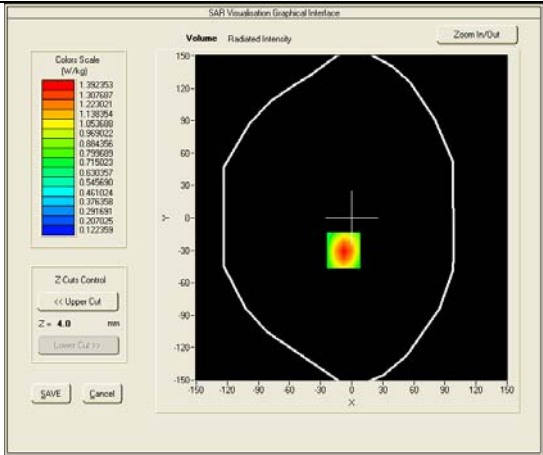 SAR Visualisation Graphical Interface
Volume Radiated Intensity
Zoom In/Out
Colors Scale
(W/kg)
1.392353
1.307687
1.223021
1.138354
1.053688
0.969022
0.884356
0.799689
0.715023
0.630357
0.545690
0.461024
0.376358
0.291691
0.207025
0.122359
Z Cuts Control
<< Upper Cut
Z = 4.0 mm
Lower Cut >>
SAVE Cancel
150
120
90
60
30
0
-30
-60
-90
-120
-150
Y
-150 -120 -90 -60 -30 0 30 60 90 120 150
X